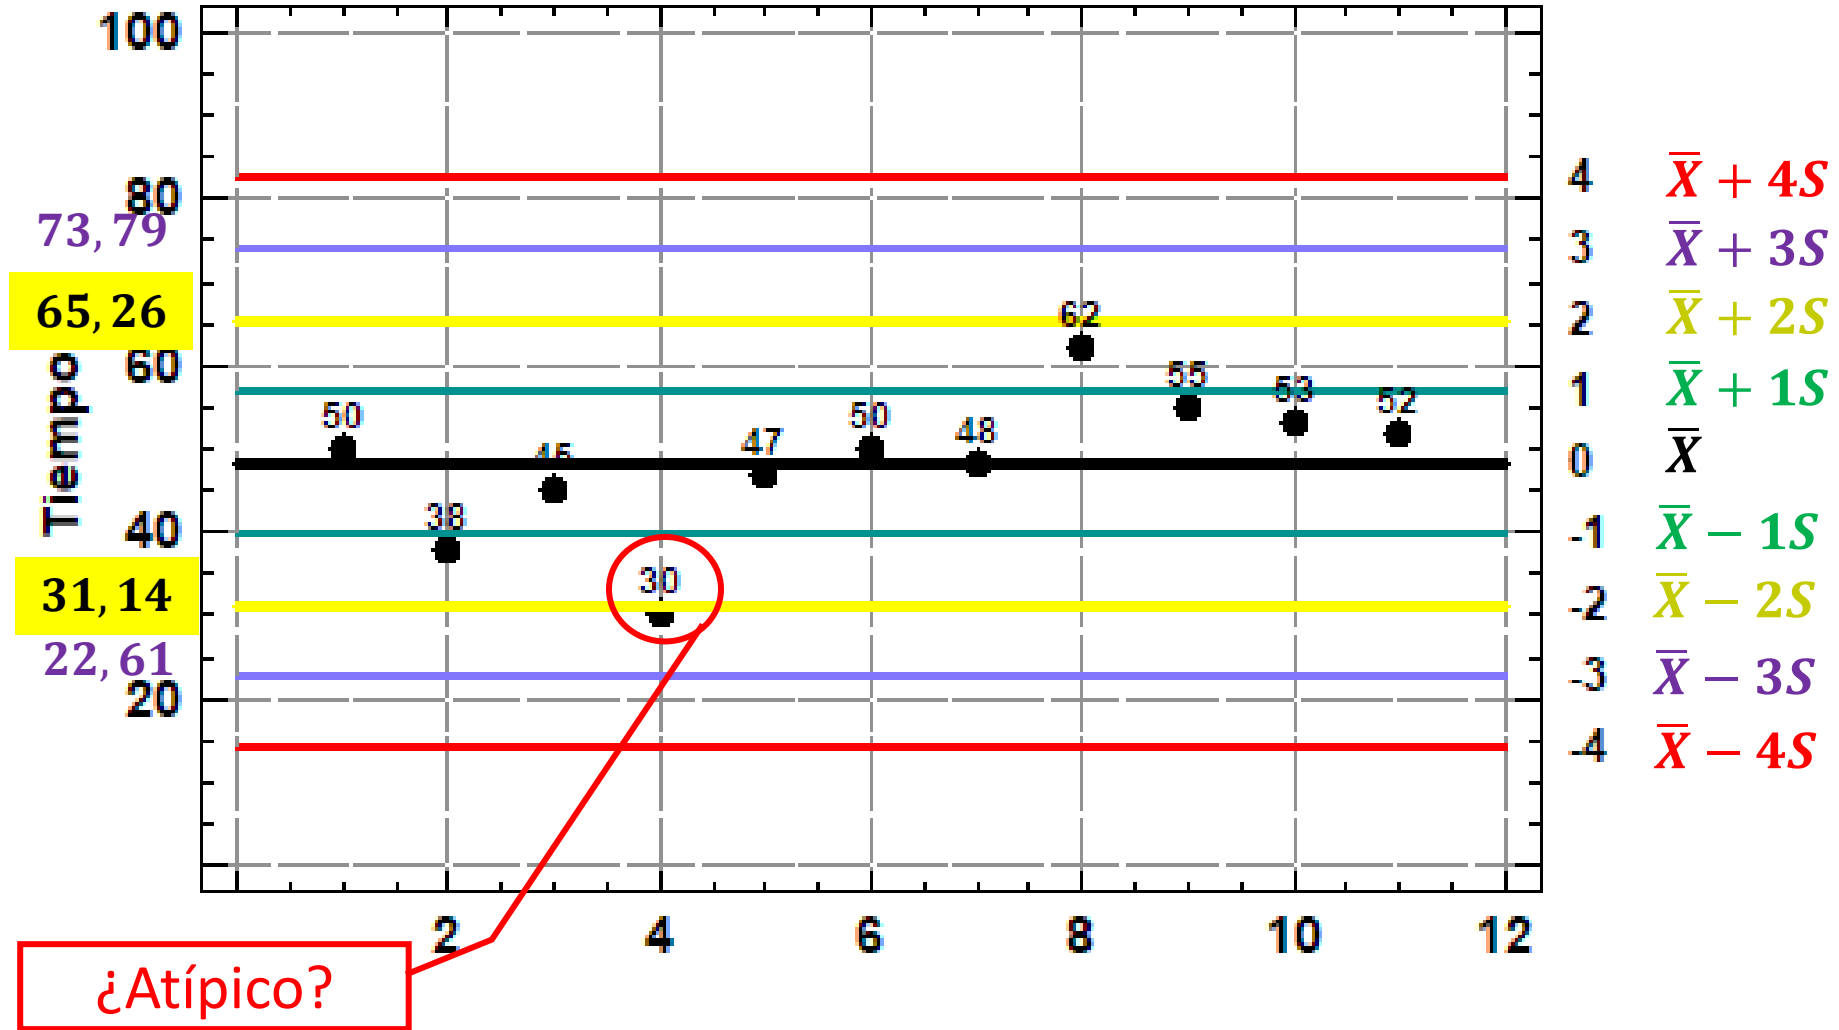 100
80
60
40
20
Tiempo
73,79
65,26
31,14
22,61
50
38
45
30
47
50
48
62
55
53
52
4
3
2
1
0
-1
-2
-3
-4
X̅ + 4S
X̅ + 3S
X̅ + 2S
X̅ + 1S
X̅
X̅ − 1S
X̅ − 2S
X̅ − 3S
X̅ − 4S
2 4 6 8 10 12
¿Atípico?